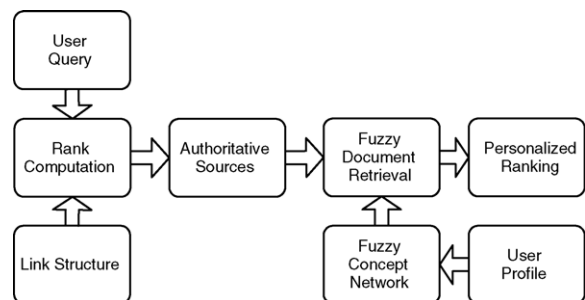 User
Query
Rank
Computation
Authoritative
Sources
Fuzzy
Document
Retrieval
Personalized
Ranking
Link Structure
Fuzzy
Concept
Network
User
Profile